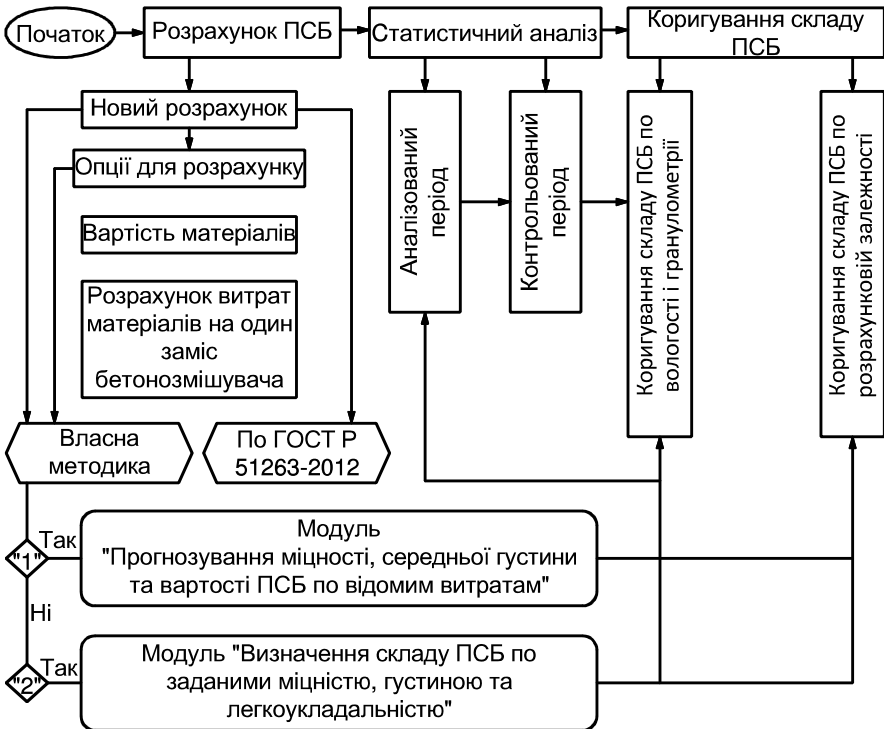 Початок
Розрахунок ПСБ
Статистичний аналіз
Коригування складу
ПСБ
Новий розрахунок
Опції для розрахунку
Вартість матеріалів
Розрахунок витрат
матеріалів на один
заміс
бетонозмішувача
Аналізований
період
Контрольований
період
Коригування складу ПСБ по
вологості і гранулометрії
Коригування складу ПСБ по
розрахунковій залежності
Власна
методика
По ГОСТ Р
51263-2012
"1"
Так
Модуль
"Прогнозування міцності, середньої густини
та вартості ПСБ по відомим витратам"
Ні
"2"
Так
Модуль "Визначення складу ПСБ по
заданими міцністю, густиною та
легкоукладальністю"